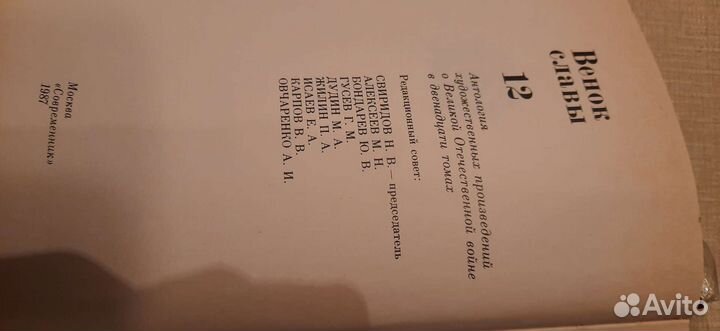 Венок
славы
12
Антология
художественных произведений
о Великой Отечественной войне
в двенадцати томах
Редакционный совет:
СВИРИДОВ Н. В. — председатель
АЛЕКСЕЕВ М. Н.
БОНДАРЕВ Ю. В.
ГУСЕВ Г. М.
ДУДИН М. А.
ЖИЛИН П. А.
ИСАЕВ Е. А.
КАРПОВ В. В.
ОВЧАРЕНКО А. И.
Москва
«Современник»
1987
Avito